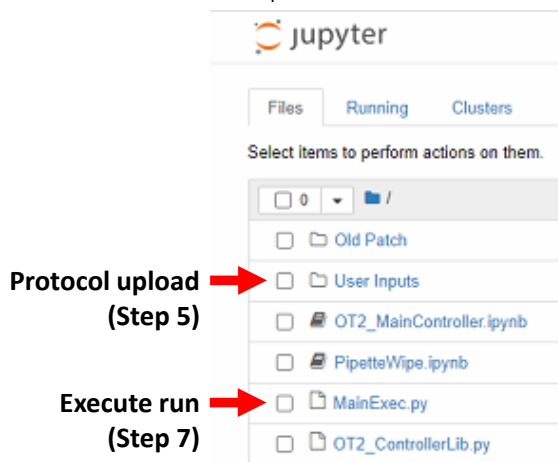 jupyter
Files Running Clusters
Select items to perform actions on them.
0 /
Old Patch
Protocol upload
(Step 5)
User Inputs
OT2_MainController.ipynb
PipetteWipe.ipynb
Execute run
(Step 7)
MainExec.py
OT2_ControllerLib.py